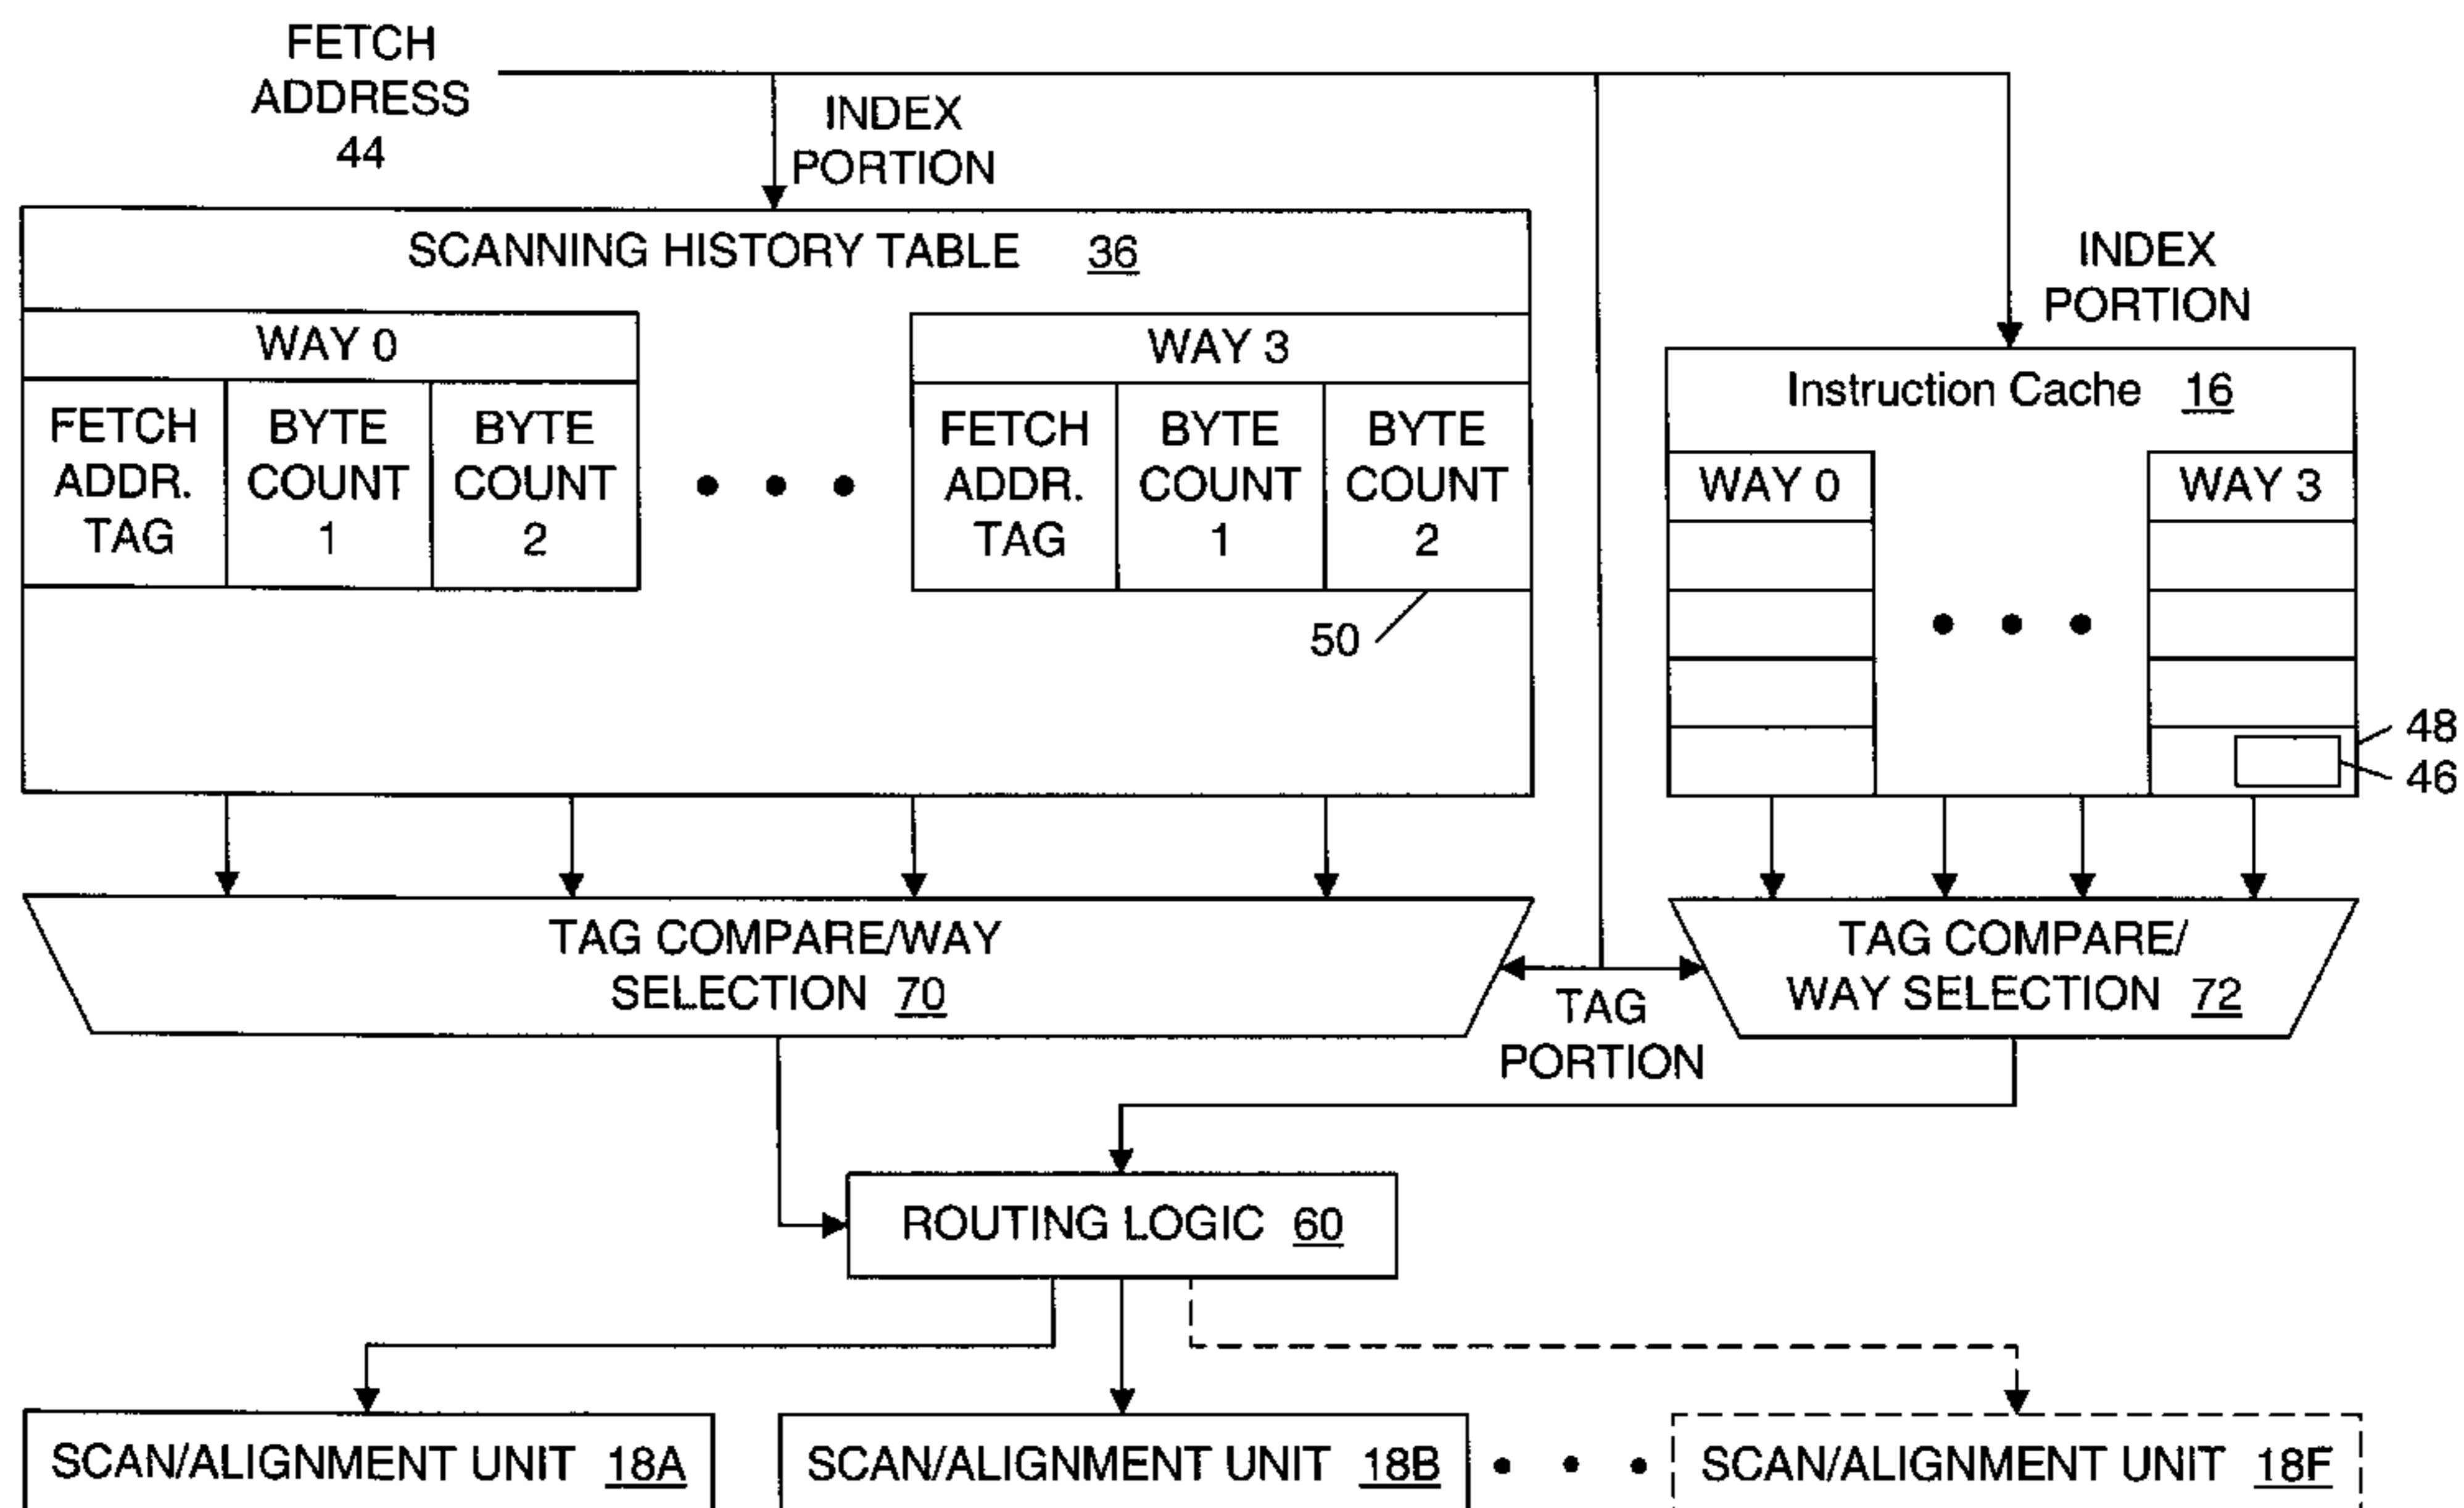 FETCH
ADDRESS
44
INDEX
PORTION
SCANNING HISTORY TABLE 36
WAY 0
FETCH
ADDR.
TAG
BYTE
COUNT
1
BYTE
COUNT
2
WAY 3
FETCH
ADDR.
TAG
BYTE
COUNT
1
BYTE
COUNT
2
50
INDEX
PORTION
Instruction Cache 16
WAY 0
WAY 3
48
46
TAG COMPARE/WAY
SELECTION 70
TAG
PORTION
TAG COMPARE/
WAY SELECTION 72
ROUTING LOGIC 60
SCAN/ALIGNMENT UNIT 18A
SCAN/ALIGNMENT UNIT 18B
SCAN/ALIGNMENT UNIT 18F